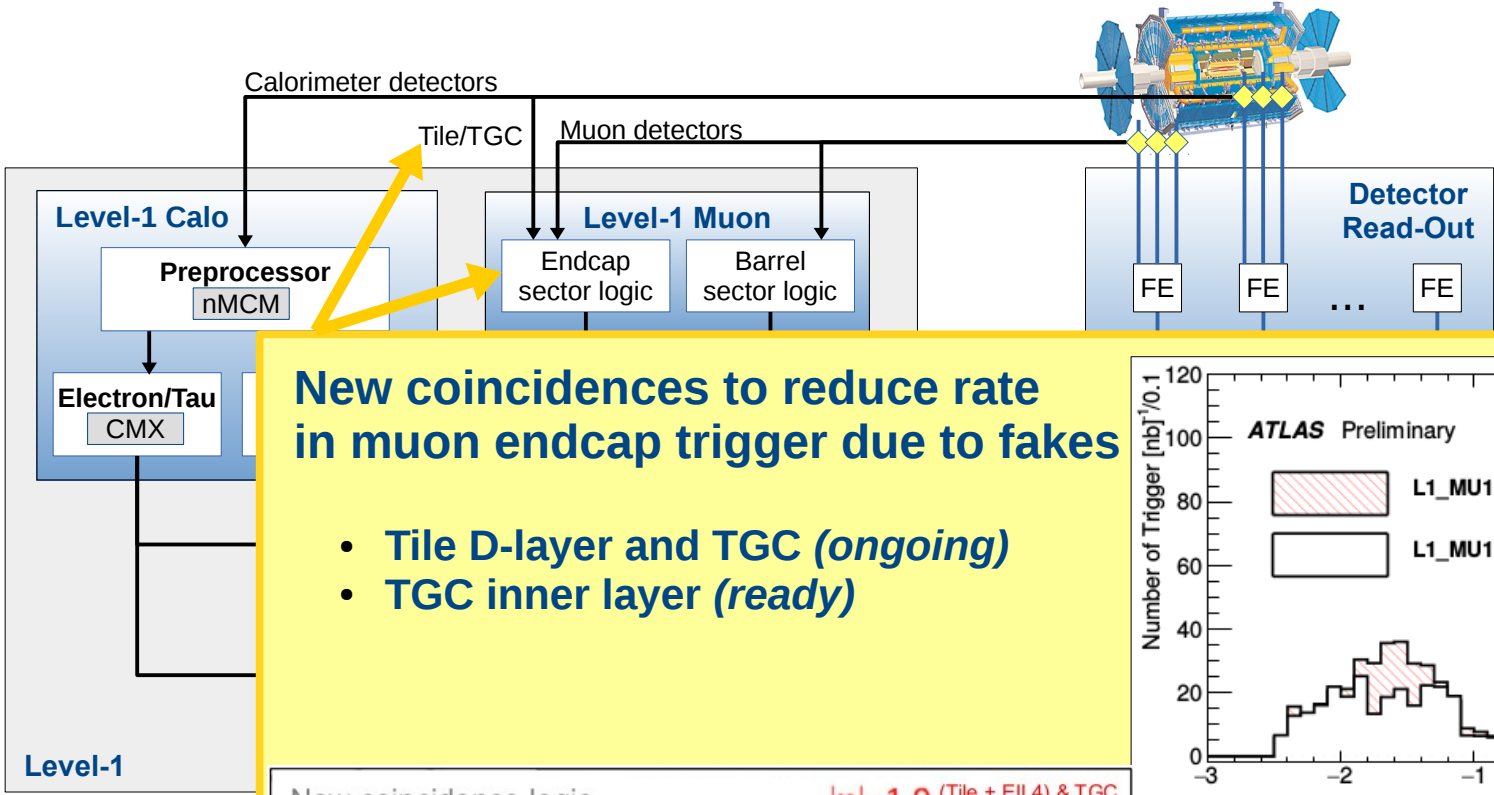 Calorimeter detectors
Tile/TGC
Muon detectors
Level-1 Calo
Preprocessor
nMCM
Electron/Tau
CMX
Level-1 Muon
Endcap
sector logic
Barrel
sector logic
Detector
Read-Out
FE
FE
...
FE
New coincidences to reduce rate
in muon endcap trigger due to fakes
• Tile D-layer and TGC (ongoing)
• TGC inner layer (ready)
Number of Trigger [nb]⁻¹/0.1
120
100
80
60
40
20
0
−3
−2
−1
ATLAS Preliminary
L1_MU1
L1_MU1
Level-1
(Tile + EIL4) & TGC